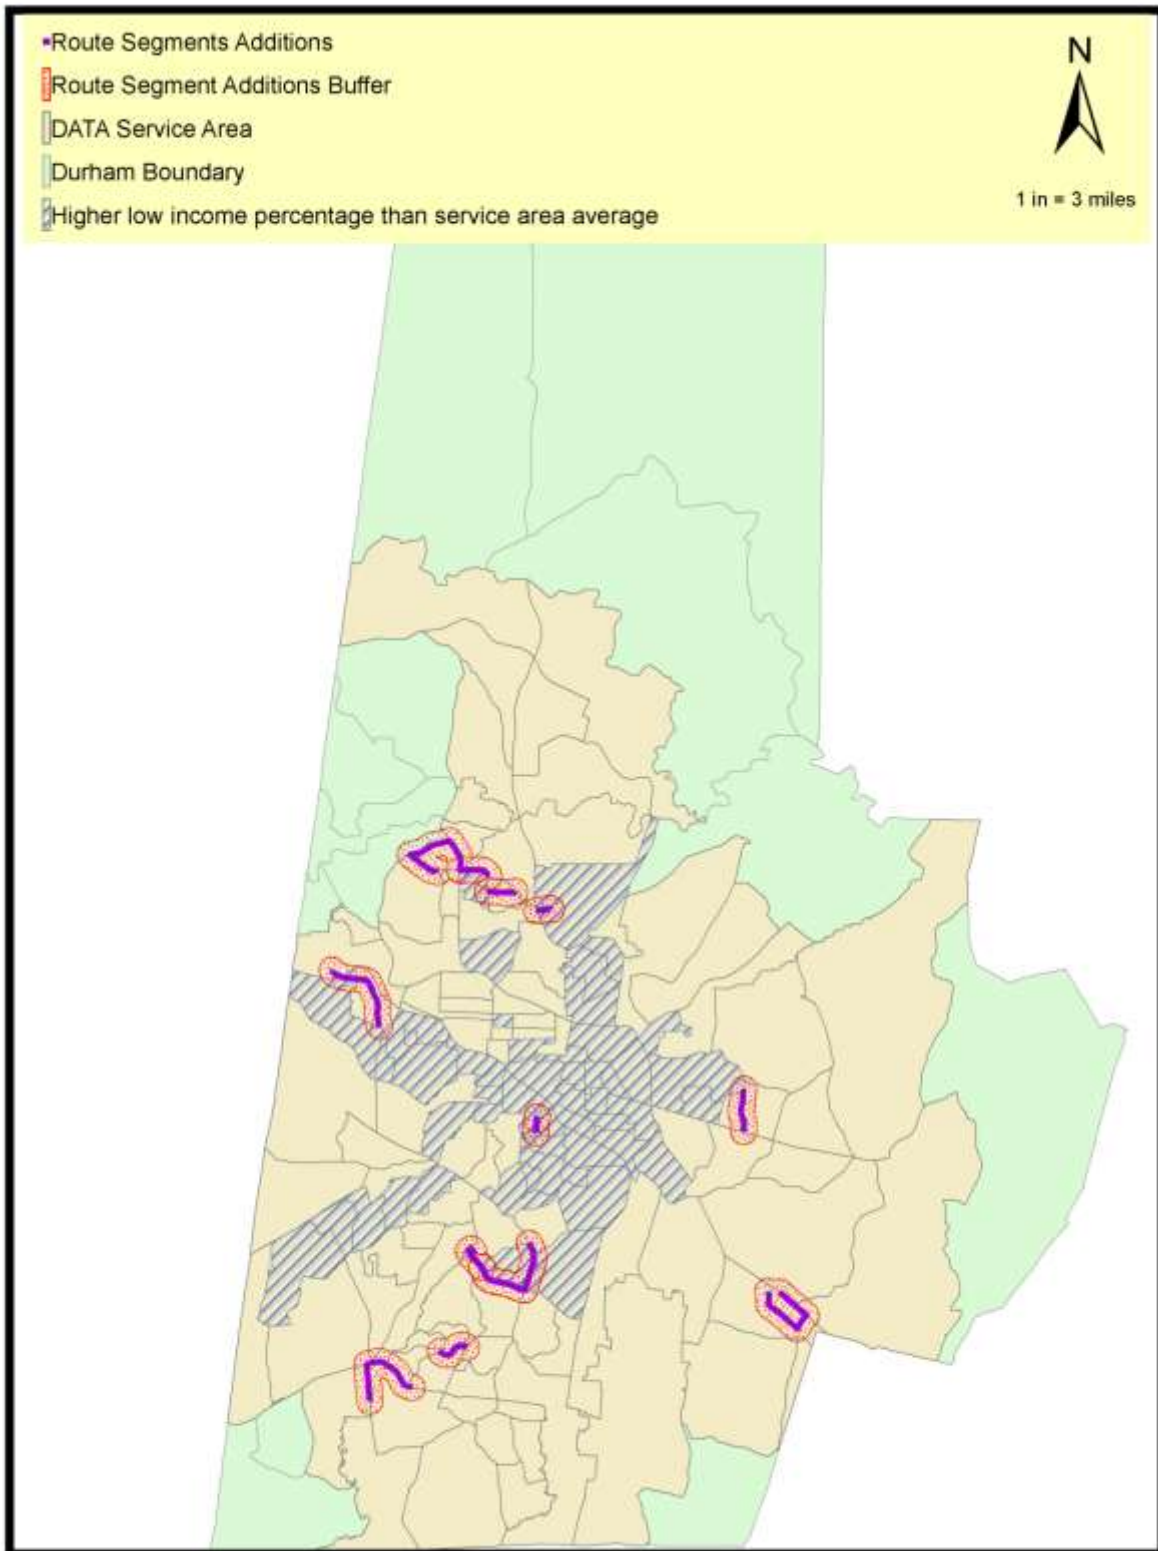 Route Segments Additions
Route Segment Additions Buffer
DATA Service Area
Durham Boundary
Higher low income percentage than service area average
N
1 in = 3 miles